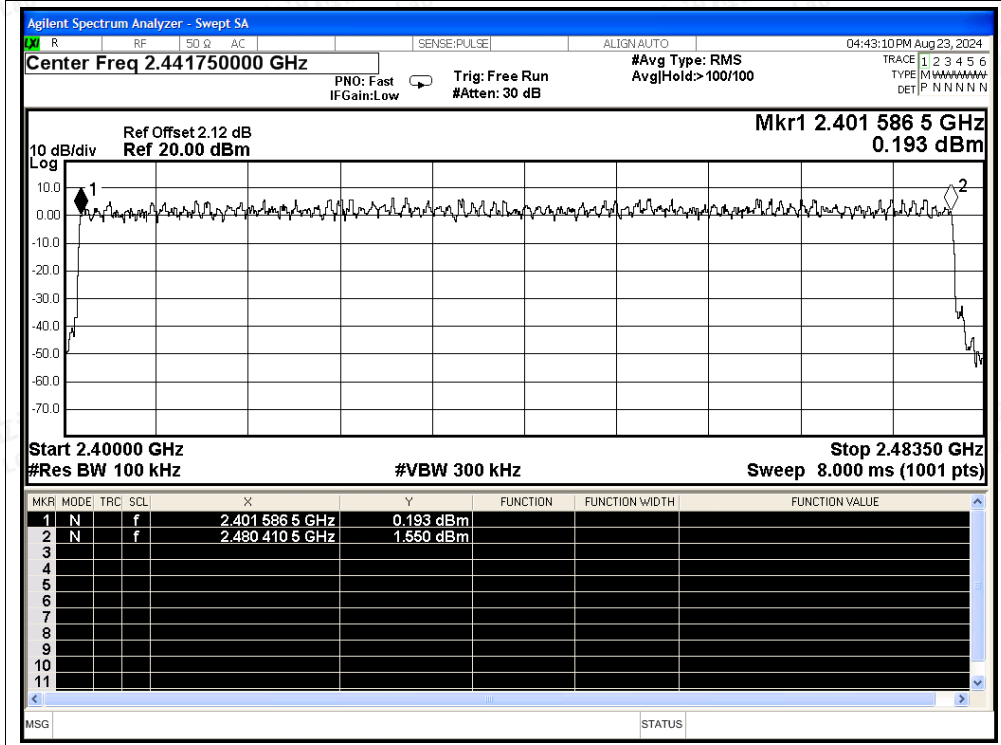 Agilent Spectrum Analyzer - Swept SA
LXI R RF 50 Ω AC SENSE:PULSE ALIGN AUTO 04:43:10 PM Aug 23, 2024
Center Freq 2.441750000 GHz
PNO: Fast
IFGain:Low
Trig: Free Run
#Atten: 30 dB
#Avg Type: RMS
Avg|Hold:>100/100
TRACE 1 2 3 4 5 6
TYPE M
DET P N N N N N
Ref Offset 2.12 dB
10 dB/div Ref 20.00 dBm
Log
Mkr1 2.401 586 5 GHz
0.193 dBm
1
2
10.0
0.00
-10.0
-20.0
-30.0
-40.0
-50.0
-60.0
-70.0
Start 2.40000 GHz Stop 2.48350 GHz
#Res BW 100 kHz #VBW 300 kHz Sweep 8.000 ms (1001 pts)
MKR MODE TRC SCL X Y FUNCTION FUNCTION WIDTH FUNCTION VALUE
1 N f 2.401 586 5 GHz 0.193 dBm
2 N f 2.480 410 5 GHz 1.550 dBm
3
4
5
6
7
8
9
10
11
MSG STATUS